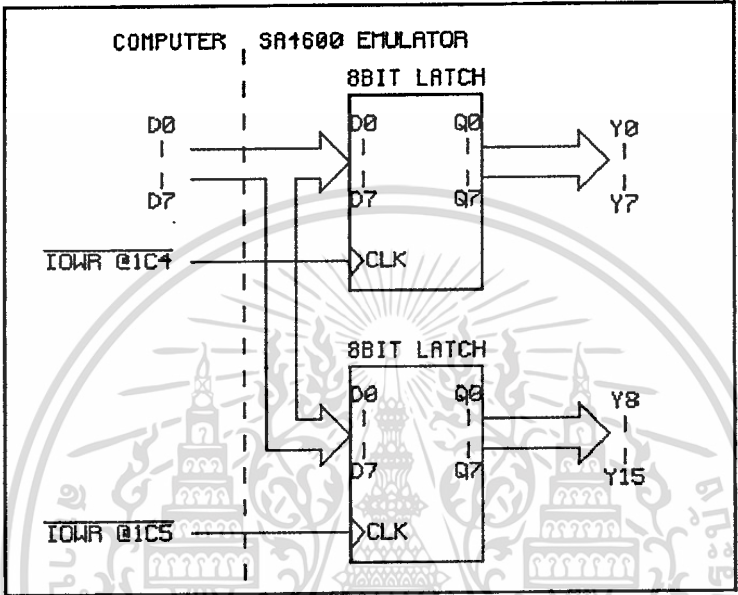 COMPUTER
SA4600 EMULATOR
8BIT LATCH
D0
|
D7
D0
|
D7
Q0
|
Q7
Y0
|
Y7
IOWR @1C4
CLK
8BIT LATCH
D0
|
D7
Q0
|
Q7
Y8
|
Y15
IOWR @1C5
CLK